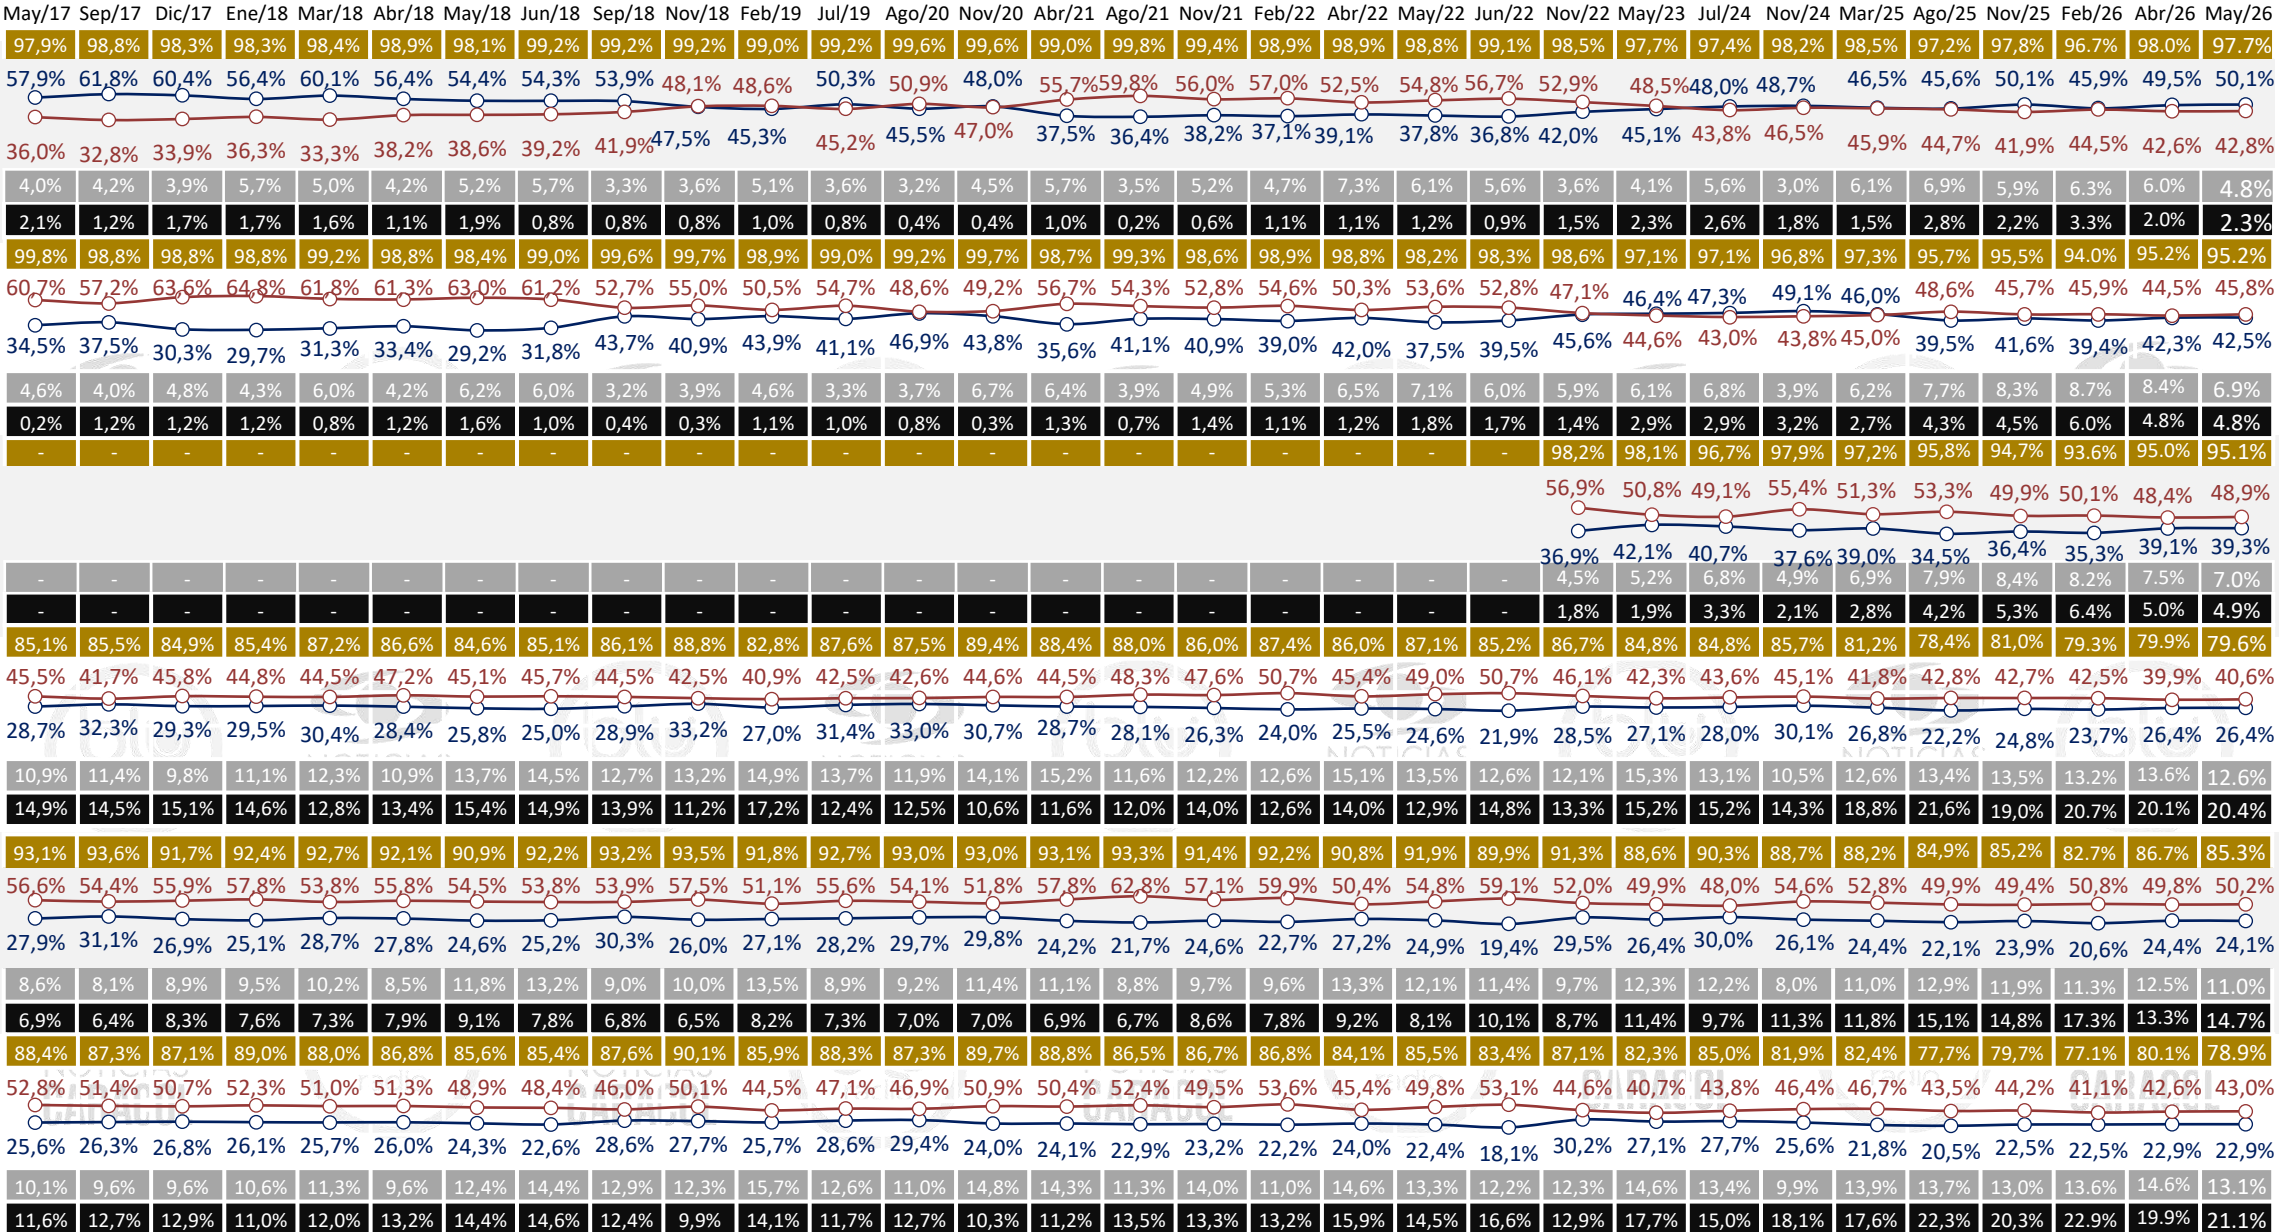 May/17 Sep/17 Dic/17 Ene/18 Mar/18 Abr/18 May/18 Jun/18 Sep/18 Nov/18 Feb/19 Jul/19 Ago/20 Nov/20 Abr/21 Ago/21 Nov/21 Feb/22 Abr/22 May/22 Jun/22 Nov/22 May/23 Jul/24 Nov/24 Mar/25 Ago/25 Nov/25 Feb/26 Abr/26 May/26
97,9% 98,8% 98,3% 98,3% 98,4% 98,9% 98,1% 99,2% 99,2% 99,2% 99,0% 99,2% 99,6% 99,6% 99,0% 99,8% 99,4% 98,9% 98,9% 98,8% 99,1% 98,5% 97,7% 97,4% 98,2% 98,5% 97,2% 97,8% 96.7% 98.0% 97.7%
57,9% 61,8% 60,4% 56,4% 60,1% 56,4% 54,4% 54,3% 53,9% 48,1% 48,6% 50,3% 50,9% 48,0% 55,7% 59,8% 56,0% 57,0% 52,5% 54,8% 56,7% 52,9% 48,5% 48,0% 48,7% 46,5% 45,6% 50,1% 45,9% 49,5% 50,1%
36,0% 32,8% 33,9% 36,3% 33,3% 38,2% 38,6% 39,2% 41,9% 47,5% 45,3% 45,2% 45,5% 47,0% 37,5% 36,4% 38,2% 37,1% 39,1% 37,8% 36,8% 42,0% 45,1% 43,8% 46,5% 45,9% 44,7% 41,9% 44,5% 42,6% 42,8%
4,0% 4,2% 3,9% 5,7% 5,0% 4,2% 5,2% 5,7% 3,3% 3,6% 5,1% 3,6% 3,2% 4,5% 5,7% 3,5% 5,2% 4,7% 7,3% 6,1% 5,6% 3,6% 4,1% 5,6% 3,0% 6,1% 6,9% 5,9% 6.3% 6.0% 4.8%
2,1% 1,2% 1,7% 1,7% 1,6% 1,1% 1,9% 0,8% 0,8% 0,8% 1,0% 0,8% 0,4% 0,4% 1,0% 0,2% 0,6% 1,1% 1,1% 1,2% 0,9% 1,5% 2,3% 2,6% 1,8% 1,5% 2,8% 2,2% 3.3% 2.0% 2.3%
99,8% 98,8% 98,8% 98,8% 99,2% 98,8% 98,4% 99,0% 99,6% 99,7% 98,9% 99,0% 99,2% 99,7% 98,7% 99,3% 98,6% 98,9% 98,8% 98,2% 98,3% 98,6% 97,1% 97,1% 96,8% 97,3% 95,7% 95,5% 94.0% 95.2% 95.2%
60,7% 57,2% 63,6% 64,8% 61,8% 61,3% 63,0% 61,2% 52,7% 55,0% 50,5% 54,7% 48,6% 49,2% 56,7% 54,3% 52,8% 54,6% 50,3% 53,6% 52,8% 47,1% 46,4% 47,3% 49,1% 46,0% 48,6% 45,7% 45,9% 44,5% 45,8%
34,5% 37,5% 30,3% 29,7% 31,3% 33,4% 29,2% 31,8% 43,7% 40,9% 43,9% 41,1% 46,9% 43,8% 35,6% 41,1% 40,9% 39,0% 42,0% 37,5% 39,5% 45,6% 44,6% 43,0% 43,8% 45,0% 39,5% 41,6% 39,4% 42,3% 42,5%
4,6% 4,0% 4,8% 4,3% 6,0% 4,2% 6,2% 6,0% 3,2% 3,9% 4,6% 3,3% 3,7% 6,7% 6,4% 3,9% 4,9% 5,3% 6,5% 7,1% 6,0% 5,9% 6,1% 6,8% 3,9% 6,2% 7,7% 8,3% 8.7% 8.4% 6.9%
0,2% 1,2% 1,2% 1,2% 0,8% 1,2% 1,6% 1,0% 0,4% 0,3% 1,1% 1,0% 0,8% 0,3% 1,3% 0,7% 1,4% 1,1% 1,2% 1,8% 1,7% 1,4% 2,9% 2,9% 3,2% 2,7% 4,3% 4,5% 6.0% 4.8% 4.8%
- - - - - - - - - - - - - - - - - - - - - 98,2% 98,1% 96,7% 97,9% 97,2% 95,8% 94,7% 93.6% 95.0% 95.1%
56,9% 50,8% 49,1% 55,4% 51,3% 53,3% 49,9% 50,1% 48,4% 48,9%
36,9% 42,1% 40,7% 37,6% 39,0% 34,5% 36,4% 35,3% 39,1% 39,3%
- - - - - - - - - - - - - - - - - - - - - 4,5% 5,2% 6,8% 4,9% 6,9% 7,9% 8,4% 8.2% 7.5% 7.0%
- - - - - - - - - - - - - - - - - - - - - 1,8% 1,9% 3,3% 2,1% 2,8% 4,2% 5,3% 6.4% 5.0% 4.9%
85,1% 85,5% 84,9% 85,4% 87,2% 86,6% 84,6% 85,1% 86,1% 88,8% 82,8% 87,6% 87,5% 89,4% 88,4% 88,0% 86,0% 87,4% 86,0% 87,1% 85,2% 86,7% 84,8% 84,8% 85,7% 81,2% 78,4% 81,0% 79.3% 79.9% 79.6%
45,5% 41,7% 45,8% 44,8% 44,5% 47,2% 45,1% 45,7% 44,5% 42,5% 40,9% 42,5% 42,6% 44,6% 44,5% 48,3% 47,6% 50,7% 45,4% 49,0% 50,7% 46,1% 42,3% 43,6% 45,1% 41,8% 42,8% 42,7% 42,5% 39,9% 40,6%
28,7% 32,3% 29,3% 29,5% 30,4% 28,4% 25,8% 25,0% 28,9% 33,2% 27,0% 31,4% 33,0% 30,7% 28,7% 28,1% 26,3% 24,0% 25,5% 24,6% 21,9% 28,5% 27,1% 28,0% 30,1% 26,8% 22,2% 24,8% 23,7% 26,4% 26,4%
10,9% 11,4% 9,8% 11,1% 12,3% 10,9% 13,7% 14,5% 12,7% 13,2% 14,9% 13,7% 11,9% 14,1% 15,2% 11,6% 12,2% 12,6% 15,1% 13,5% 12,6% 12,1% 15,3% 13,1% 10,5% 12,6% 13,4% 13,5% 13.2% 13.6% 12.6%
14,9% 14,5% 15,1% 14,6% 12,8% 13,4% 15,4% 14,9% 13,9% 11,2% 17,2% 12,4% 12,5% 10,6% 11,6% 12,0% 14,0% 12,6% 14,0% 12,9% 14,8% 13,3% 15,2% 15,2% 14,3% 18,8% 21,6% 19,0% 20.7% 20.1% 20.4%
93,1% 93,6% 91,7% 92,4% 92,7% 92,1% 90,9% 92,2% 93,2% 93,5% 91,8% 92,7% 93,0% 93,0% 93,1% 93,3% 91,4% 92,2% 90,8% 91,9% 89,9% 91,3% 88,6% 90,3% 88,7% 88,2% 84,9% 85,2% 82.7% 86.7% 85.3%
56,6% 54,4% 55,9% 57,8% 53,8% 55,8% 54,5% 53,8% 53,9% 57,5% 51,1% 55,6% 54,1% 51,8% 57,8% 62,8% 57,1% 59,9% 50,4% 54,8% 59,1% 52,0% 49,9% 48,0% 54,6% 52,8% 49,9% 49,4% 50,8% 49,8% 50,2%
27,9% 31,1% 26,9% 25,1% 28,7% 27,8% 24,6% 25,2% 30,3% 26,0% 27,1% 28,2% 29,7% 29,8% 24,2% 21,7% 24,6% 22,7% 27,2% 24,9% 19,4% 29,5% 26,4% 30,0% 26,1% 24,4% 22,1% 23,9% 20,6% 24,4% 24,1%
8,6% 8,1% 8,9% 9,5% 10,2% 8,5% 11,8% 13,2% 9,0% 10,0% 13,5% 8,9% 9,2% 11,4% 11,1% 8,8% 9,7% 9,6% 13,3% 12,1% 11,4% 9,7% 12,3% 12,2% 8,0% 11,0% 12,9% 11,9% 11.3% 12.5% 11.0%
6,9% 6,4% 8,3% 7,6% 7,3% 7,9% 9,1% 7,8% 6,8% 6,5% 8,2% 7,3% 7,0% 7,0% 6,9% 6,7% 8,6% 7,8% 9,2% 8,1% 10,1% 8,7% 11,4% 9,7% 11,3% 11,8% 15,1% 14,8% 17.3% 13.3% 14.7%
88,4% 87,3% 87,1% 89,0% 88,0% 86,8% 85,6% 85,4% 87,6% 90,1% 85,9% 88,3% 87,3% 89,7% 88,8% 86,5% 86,7% 86,8% 84,1% 85,5% 83,4% 87,1% 82,3% 85,0% 81,9% 82,4% 77,7% 79,7% 77.1% 80.1% 78.9%
52,8% 51,4% 50,7% 52,3% 51,0% 51,3% 48,9% 48,4% 46,0% 50,1% 44,5% 47,1% 46,9% 50,9% 50,4% 52,4% 49,5% 53,6% 45,4% 49,8% 53,1% 44,6% 40,7% 43,8% 46,4% 46,7% 43,5% 44,2% 41,1% 42,6% 43,0%
25,6% 26,3% 26,8% 26,1% 25,7% 26,0% 24,3% 22,6% 28,6% 27,7% 25,7% 28,6% 29,4% 24,0% 24,1% 22,9% 23,2% 22,2% 24,0% 22,4% 18,1% 30,2% 27,1% 27,7% 25,6% 21,8% 20,5% 22,5% 22,5% 22,9% 22,9%
10,1% 9,6% 9,6% 10,6% 11,3% 9,6% 12,4% 14,4% 12,9% 12,3% 15,7% 12,6% 11,0% 14,8% 14,3% 11,3% 14,0% 11,0% 14,6% 13,3% 12,2% 12,3% 14,6% 13,4% 9,9% 13,9% 13,7% 13,0% 13.6% 14.6% 13.1%
11,6% 12,7% 12,9% 11,0% 12,0% 13,2% 14,4% 14,6% 12,4% 9,9% 14,1% 11,7% 12,7% 10,3% 11,2% 13,5% 13,3% 13,2% 15,9% 14,5% 16,6% 12,9% 17,7% 15,0% 18,1% 17,6% 22,3% 20,3% 22.9% 19.9% 21.1%